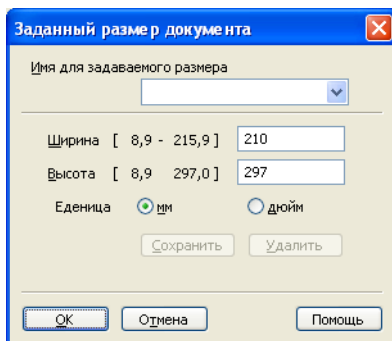 Заданный размер документа
Имя для задаваемого размера
Ширина [ 8,9 - 215,9 ] 210
Высота [ 8,9 297,0 ] 297
Еденица мм дюйм
Сохранить Удалить
OK Отмена Помощь